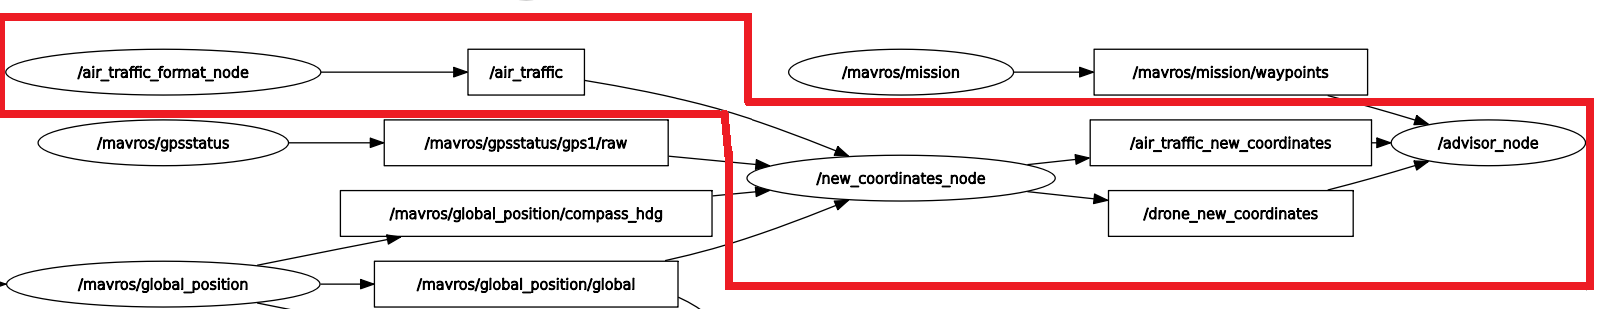 /air_traffic_format_node
/air_traffic
/mavros/mission
/mavros/mission/waypoints
/mavros/gpsstatus
/mavros/gpsstatus/gps1/raw
/air_traffic_new_coordinates
/advisor_node
/new_coordinates_node
/mavros/global_position/compass_hdg
/drone_new_coordinates
/mavros/global_position
/mavros/global_position/global